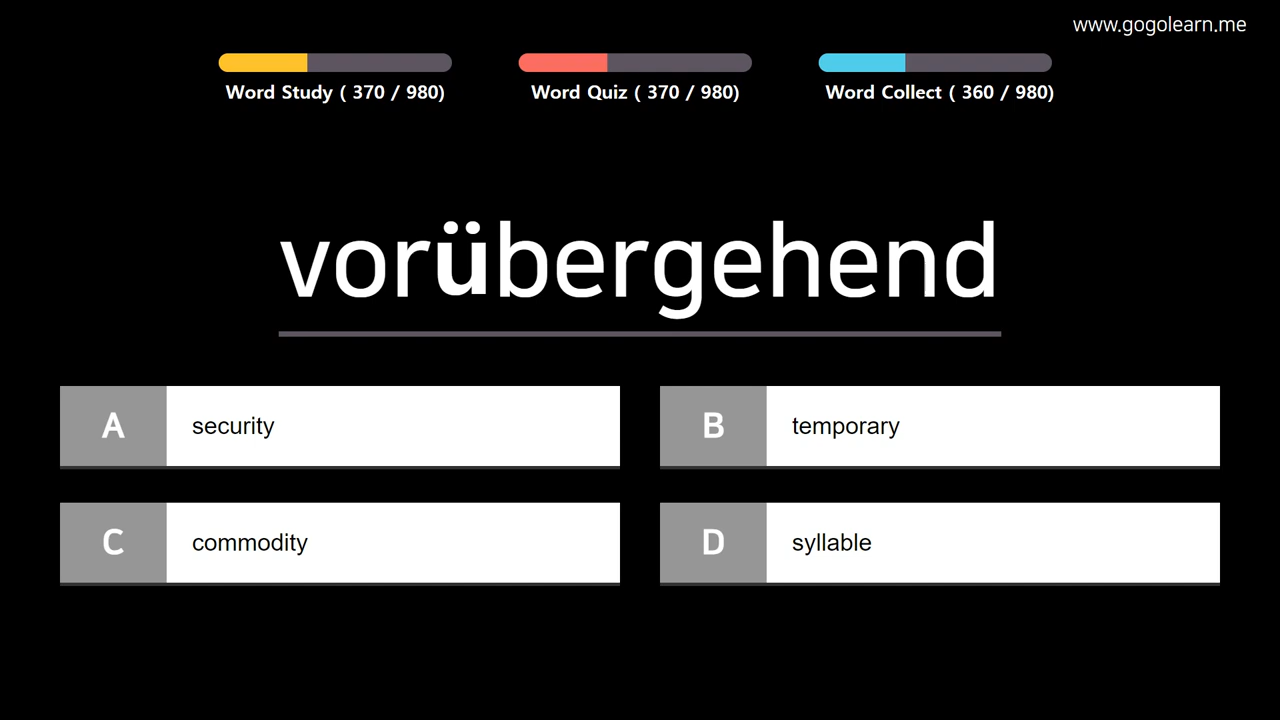 www.gogolearn.me
Word Study ( 370 / 980)
Word Quiz ( 370 / 980)
Word Collect ( 360 / 980)
vorübergehend
A security
B temporary
C commodity
D syllable